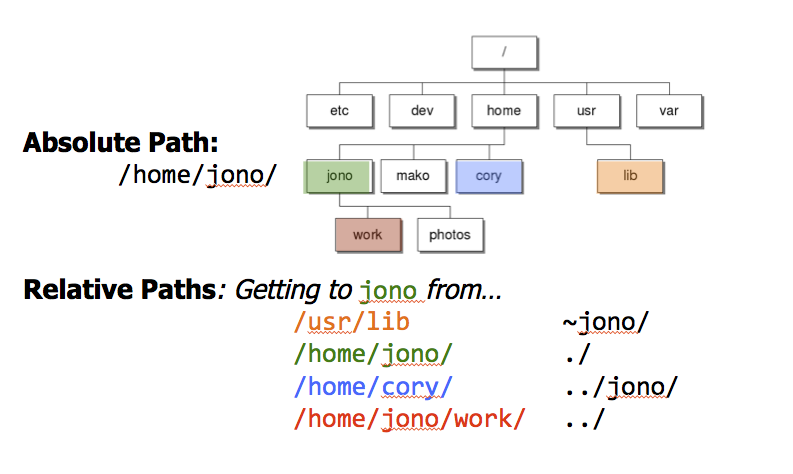 /
etc dev home usr var
Absolute Path:
/home/jono/
jono mako cory lib
work photos
Relative Paths: Getting to jono from...
/usr/lib ~jono/
/home/jono/ ./
/home/cory/ ../jono/
/home/jono/work/ ../